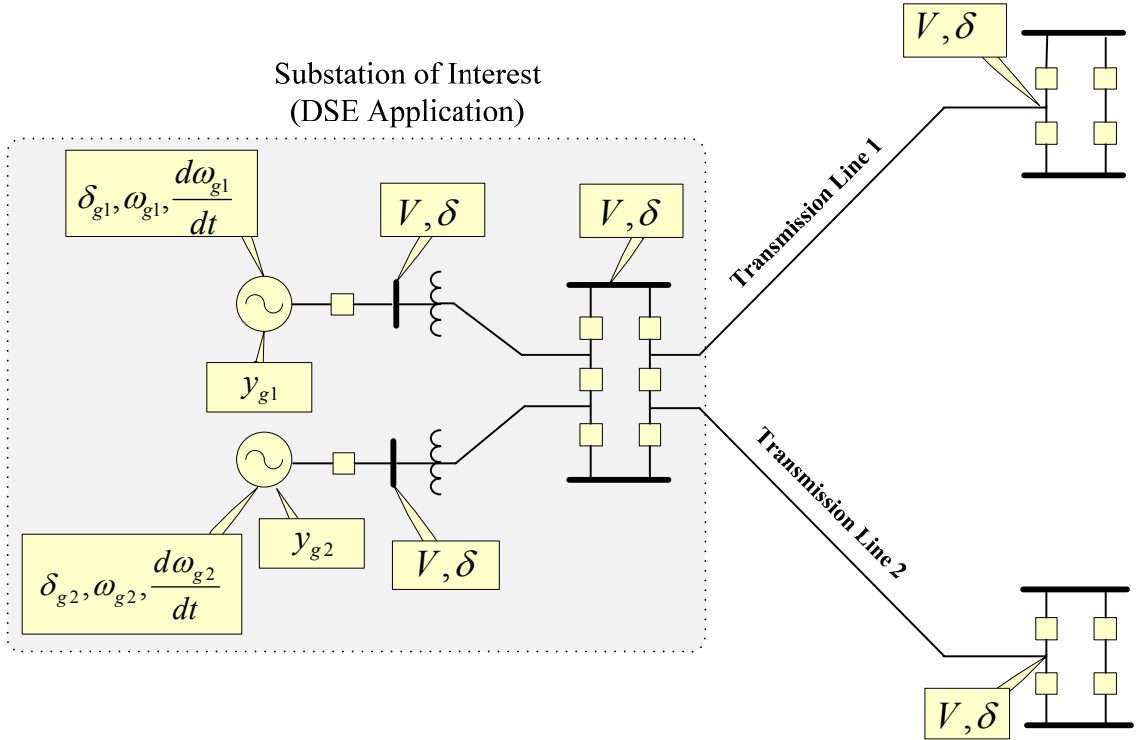 V, δ
Substation of Interest
(DSE Application)
δg1, ωg1, dωg1/dt
V, δ
V, δ
Transmission Line 1
yg1
Transmission Line 2
yg2
V, δ
δg2, ωg2, dωg2/dt
V, δ